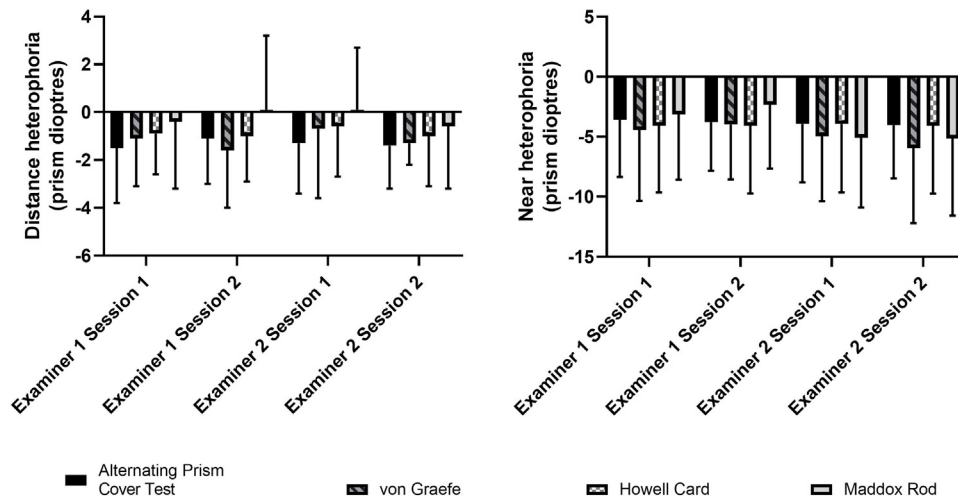 Distance heterophoria
(prism dioptres)
4
2
0
-2
-4
-6
Examiner 1 Session 1
Examiner 1 Session 2
Examiner 2 Session 1
Examiner 2 Session 2
Near heterophoria
(prism dioptres)
5
0
-5
-10
-15
Examiner 1 Session 1
Examiner 1 Session 2
Examiner 2 Session 1
Examiner 2 Session 2
Alternating Prism
Cover Test
von Graefe
Howell Card
Maddox Rod